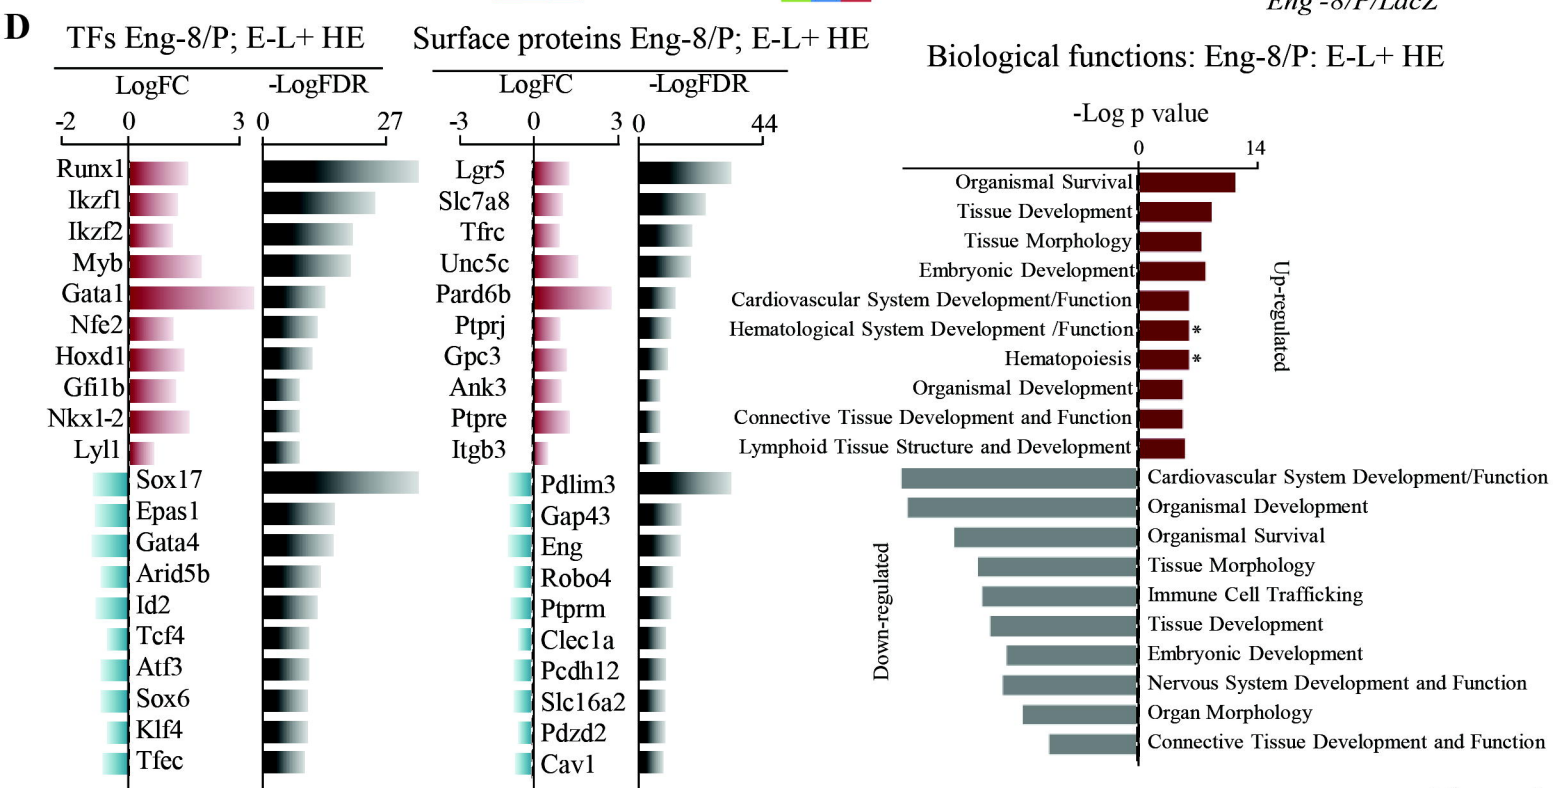 Eng -8/P/LacZ
D
TFs Eng-8/P; E-L+ HE
LogFC
-LogFDR
-2 0 3 0 27
Runx1
Ikzf1
Ikzf2
Myb
Gata1
Nfe2
Hoxd1
Gfi1b
Nkx1-2
Lyl1
Sox17
Epas1
Gata4
Arid5b
Id2
Tcf4
Atf3
Sox6
Klf4
Tfec
Surface proteins Eng-8/P; E-L+ HE
LogFC
-LogFDR
-3 0 3 0 44
Lgr5
Slc7a8
Tfrc
Unc5c
Pard6b
Ptprj
Gpc3
Ank3
Ptpre
Itgb3
Pdlim3
Gap43
Eng
Robo4
Ptprm
Clec1a
Pcdh12
Slc16a2
Pdzd2
Cav1
Biological functions: Eng-8/P: E-L+ HE
-Log p value
0 14
Organismal Survival
Tissue Development
Tissue Morphology
Embryonic Development
Cardiovascular System Development/Function
Hematological System Development /Function *
Hematopoiesis *
Organismal Development
Connective Tissue Development and Function
Lymphoid Tissue Structure and Development
Up-regulated
Cardiovascular System Development/Function
Organismal Development
Organismal Survival
Tissue Morphology
Immune Cell Trafficking
Tissue Development
Embryonic Development
Nervous System Development and Function
Organ Morphology
Connective Tissue Development and Function
Down-regulated